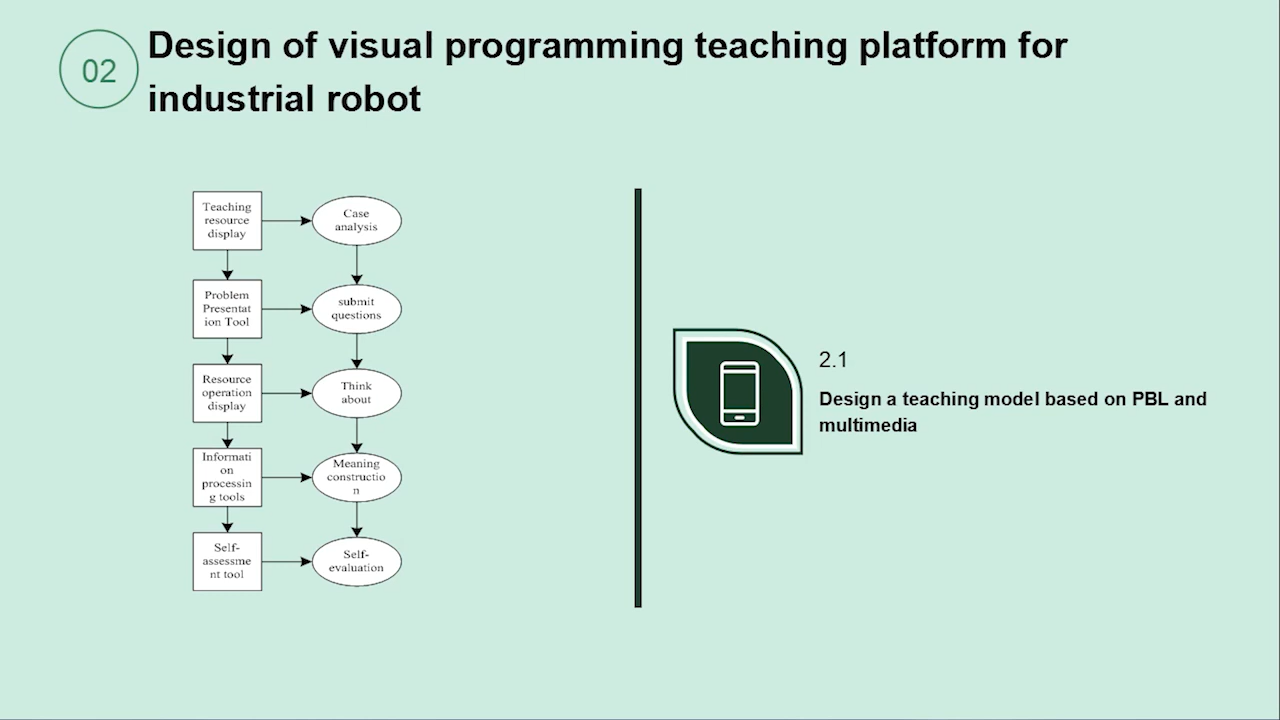 02
Design of visual programming teaching platform for
industrial robot
Teaching
resource
display
Case
analysis
Problem
Presentat
ion Tool
submit
questions
Resource
operation
display
Think
about
Informati
on
processin
g tools
Meaning
constructio
n
Self-
assessme
nt tool
Self-
evaluation
2.1
Design a teaching model based on PBL and
multimedia